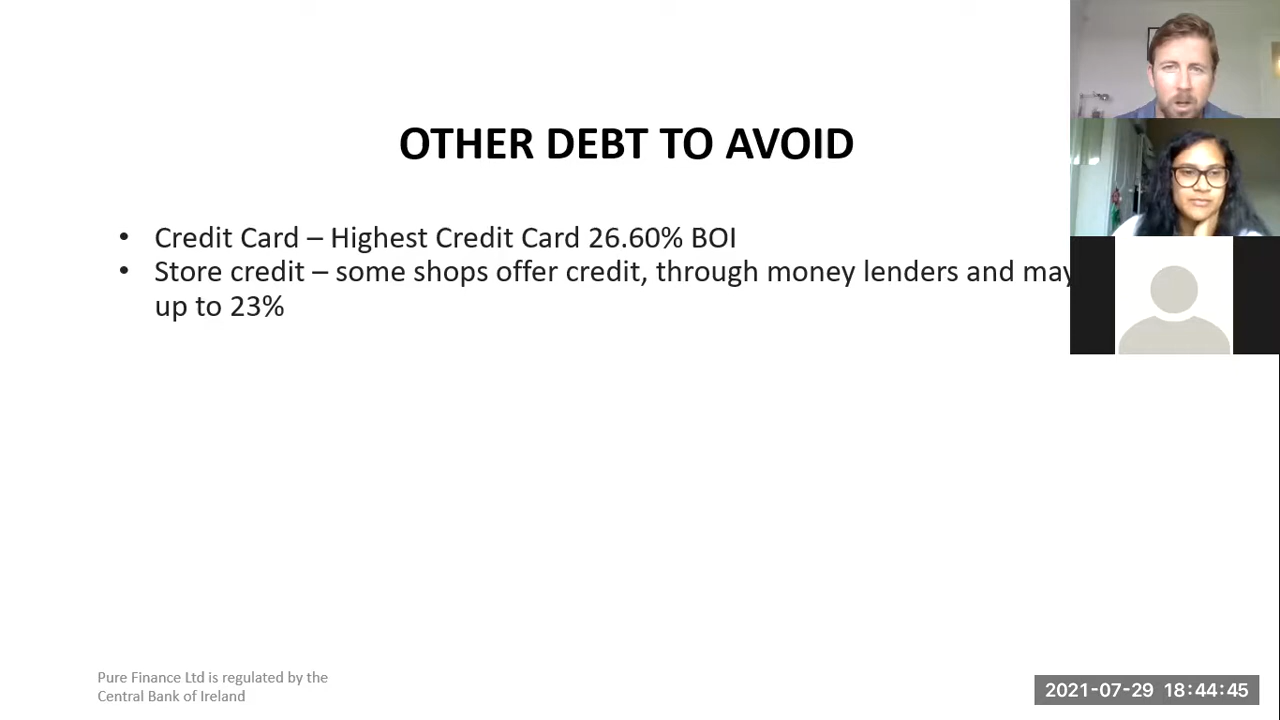 OTHER DEBT TO AVOID
• Credit Card – Highest Credit Card 26.60% BOI
• Store credit – some shops offer credit, through money lenders and may
up to 23%
Pure Finance Ltd is regulated by the
Central Bank of Ireland
2021-07-29 18:44:45